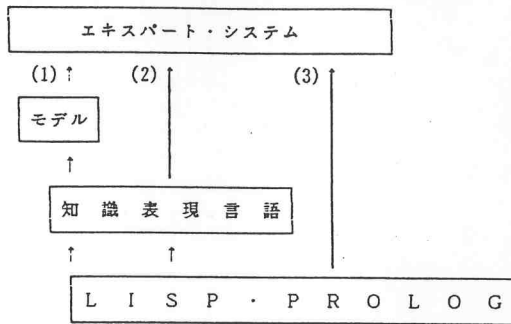 エキスパート・システム
(1) (2) (3)
モデル
知識表現言語
LISP・PROLOG